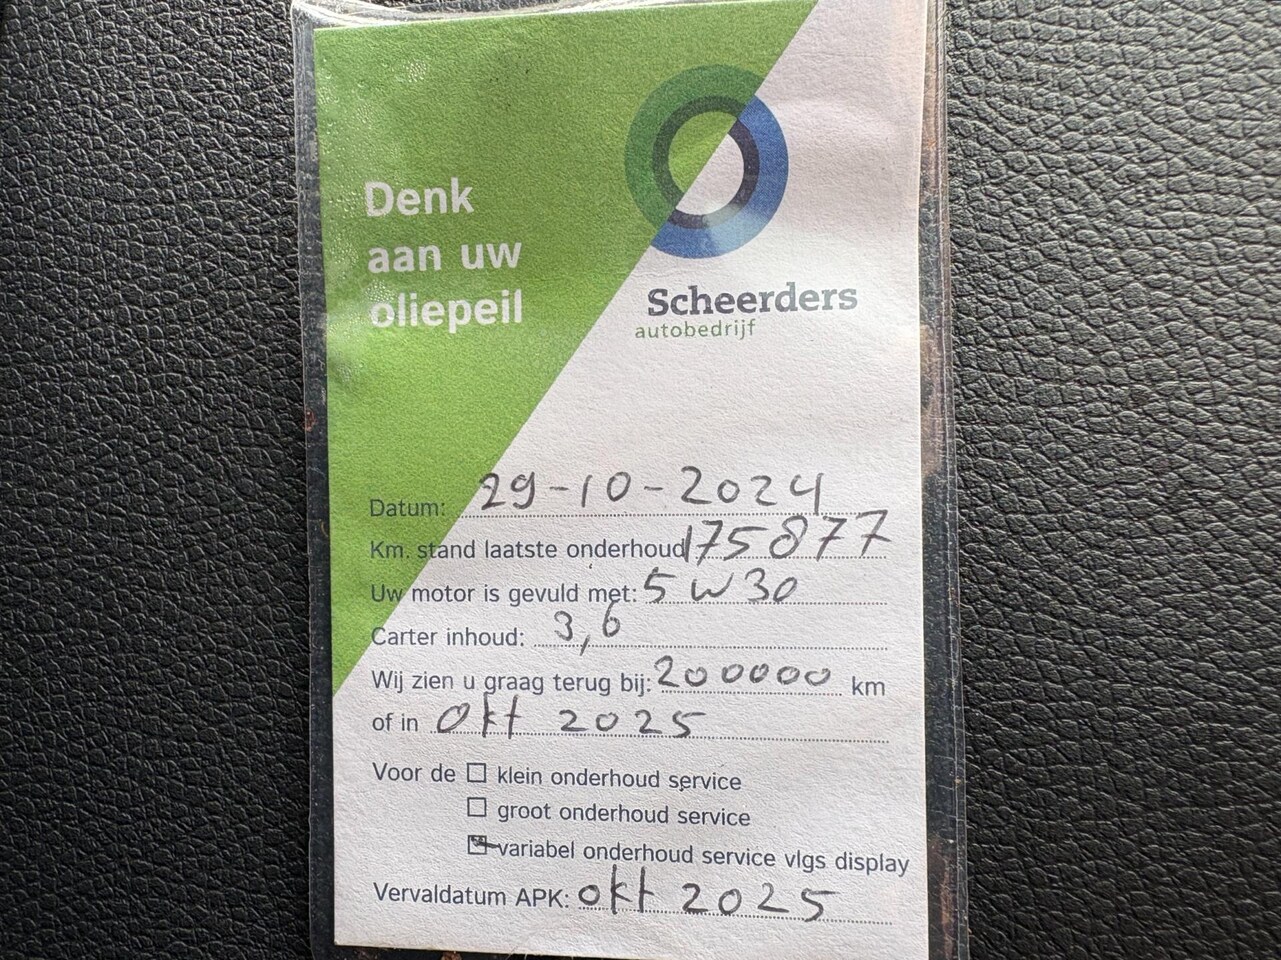 Denk
aan uw
oliepeil
Scheerders
autobedrijf
Datum: 29-10-2024
Km. stand laatste onderhoud 175877
Uw motor is gevuld met: 5W30
Carter inhoud: 3,6
Wij zien u graag terug bij: 200000 km
of in okt 2025
Voor de klein onderhoud service
groot onderhoud service
variabel onderhoud service vlgs display
Vervaldatum APK: okt 2025